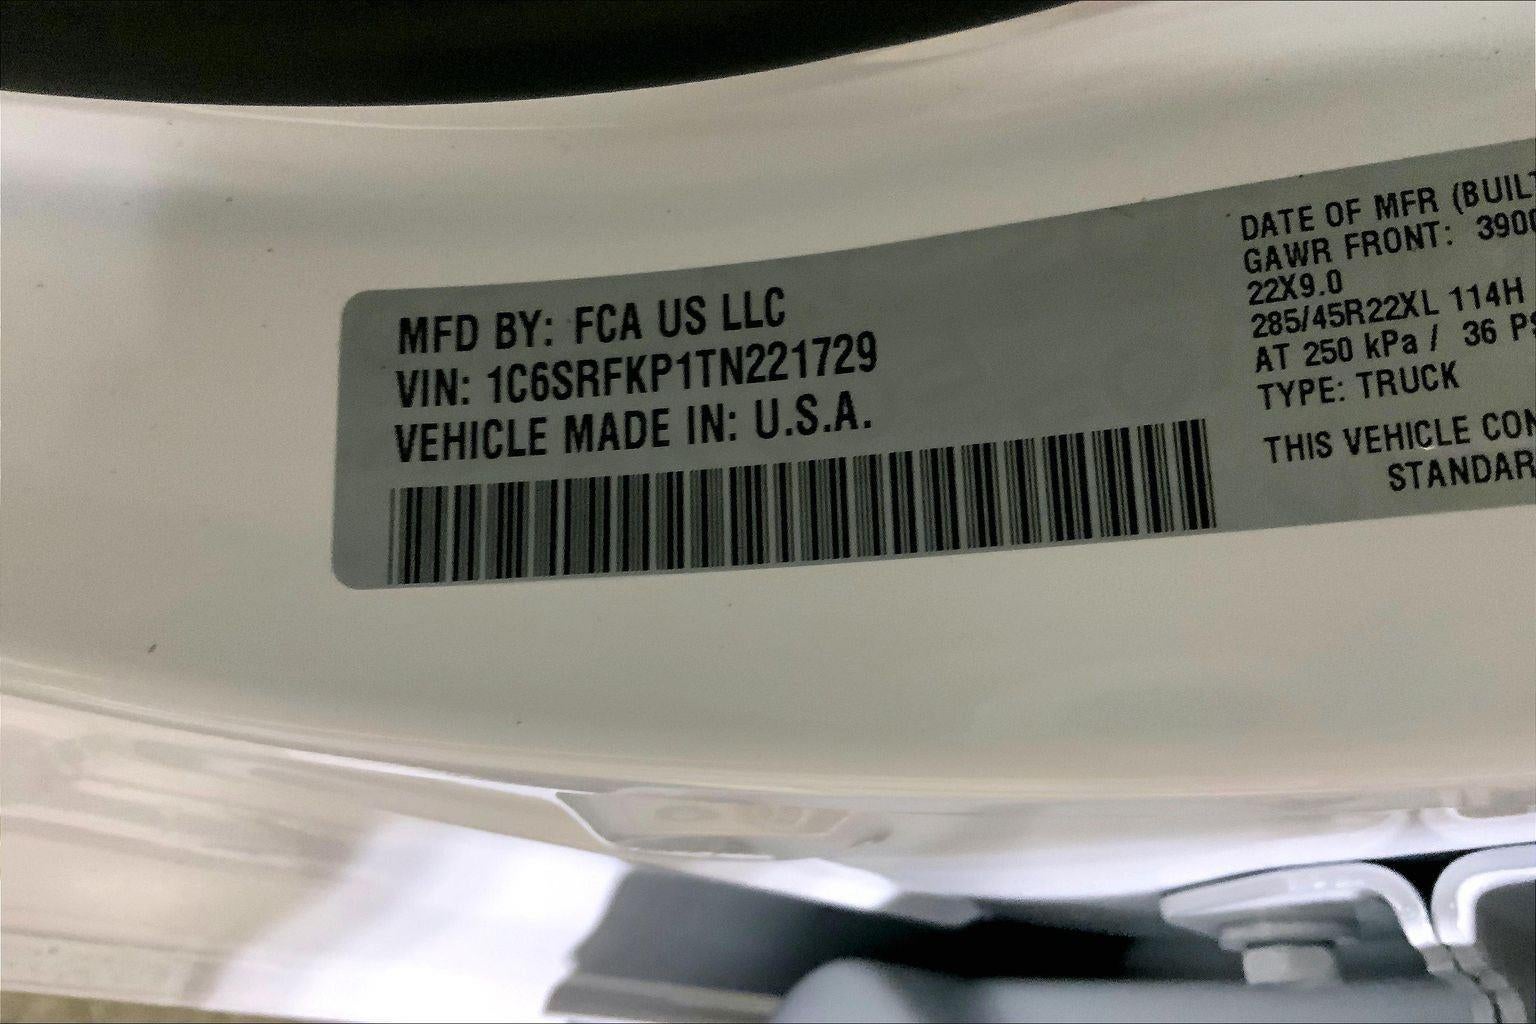 MFD BY: FCA US LLC
VIN: 1C6SRFKP1TN221729
VEHICLE MADE IN: U.S.A.
DATE OF MFR (BUILT
GAWR FRONT: 3900
22X9.0
285/45R22XL 114H
AT 250 kPa / 36 PS
TYPE: TRUCK
THIS VEHICLE CON
STANDAR